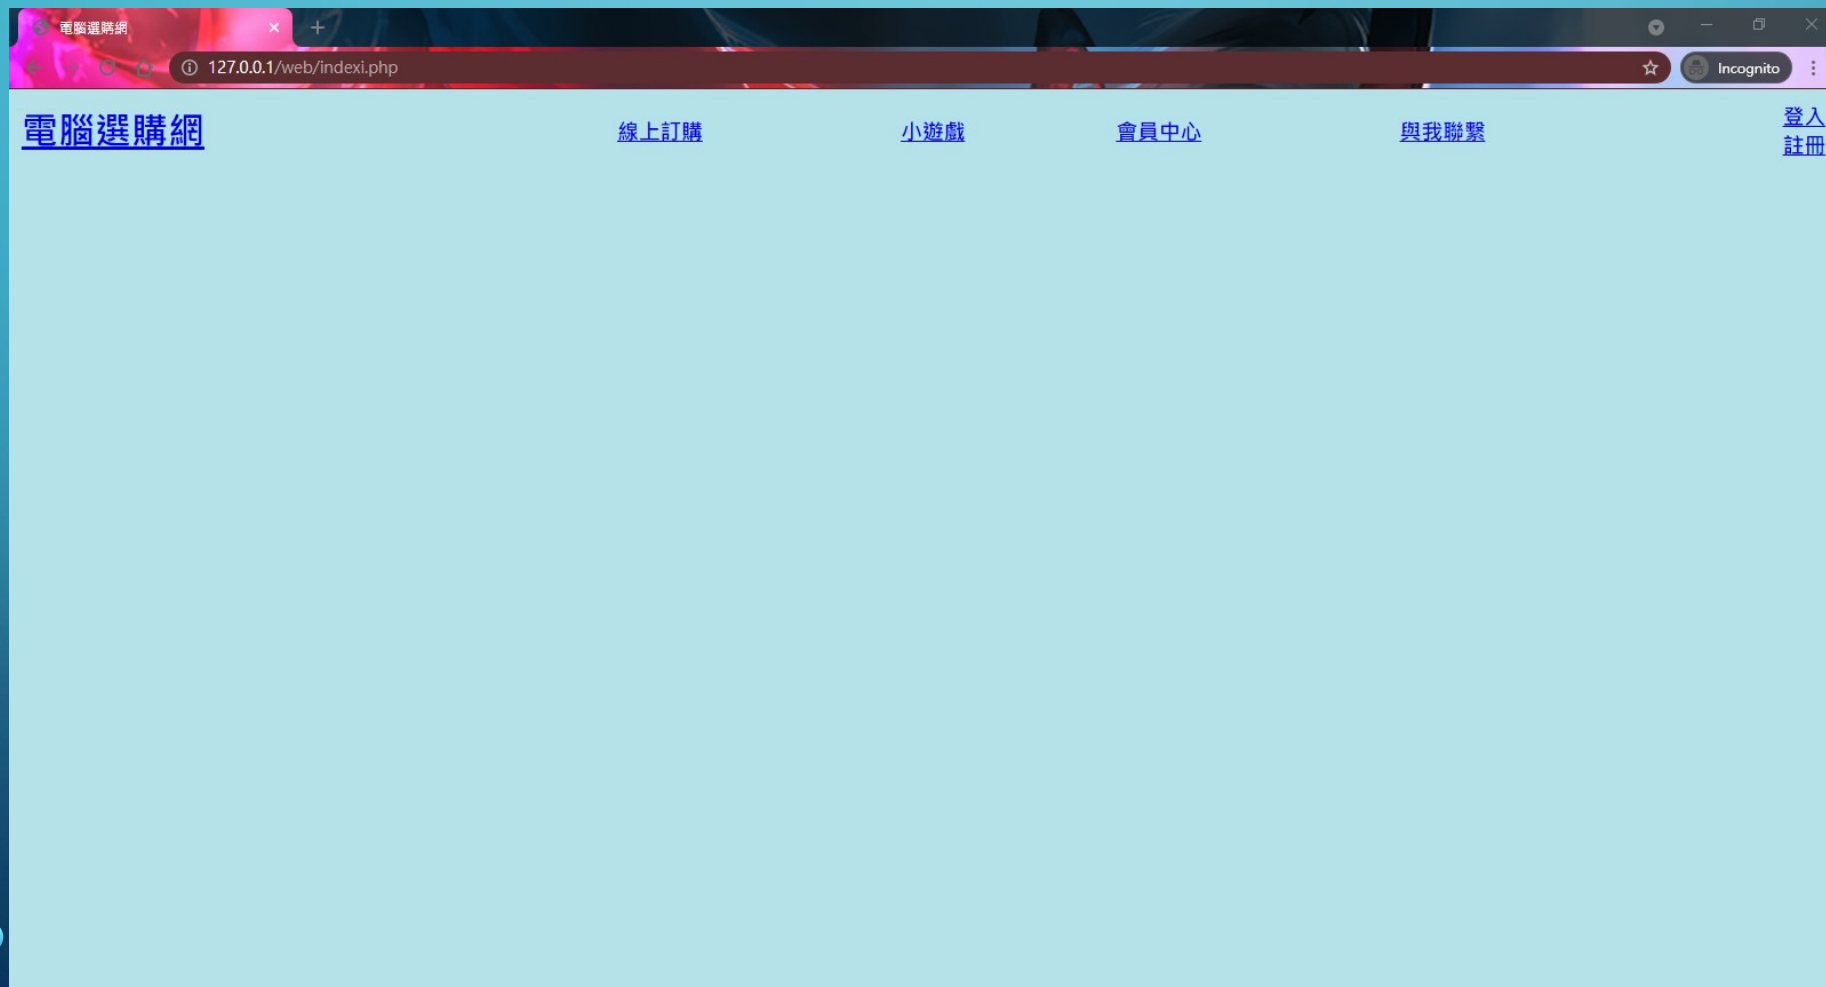 電腦選購網
127.0.0.1/web/indexi.php
Incognito
電腦選購網
線上訂購
小遊戲
會員中心
與我聯繫
登入
註冊